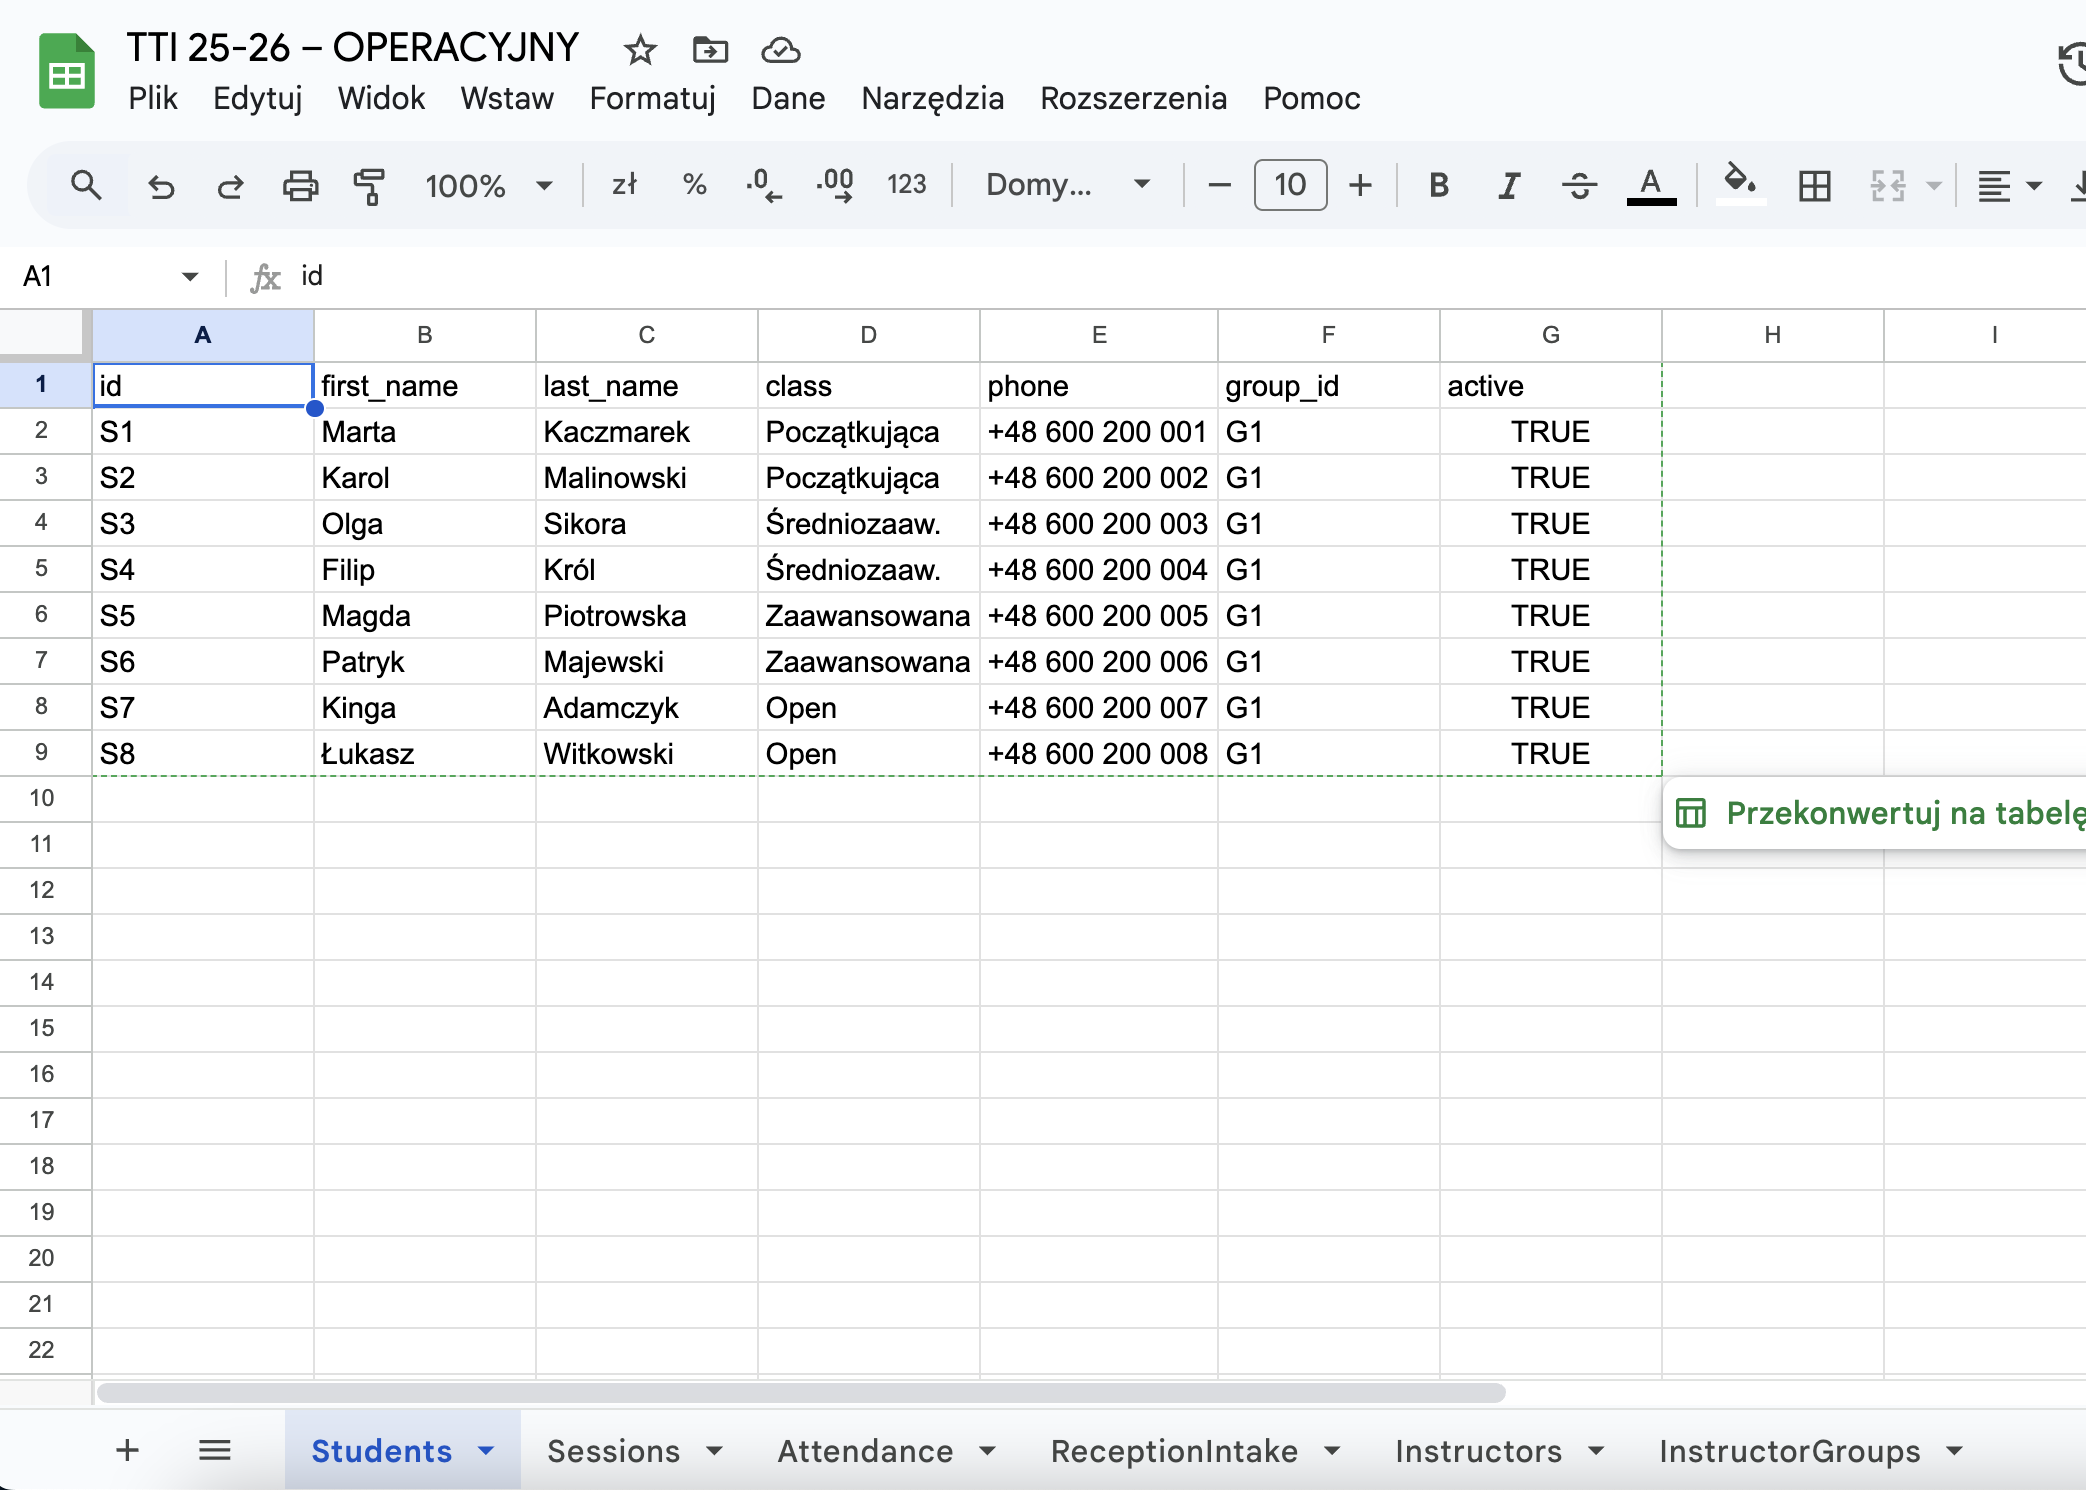 TTI 25-26 – OPERACYJNY
Plik Edytuj Widok Wstaw Formatuj Dane Narzędzia Rozszerzenia Pomoc
100% zł % .0 .00 123 Domy... 10 B I A
A1 fx id
A B C D E F G H I
1 id first_name last_name class phone group_id active
2 S1 Marta Kaczmarek Początkująca +48 600 200 001 G1 TRUE
3 S2 Karol Malinowski Początkująca +48 600 200 002 G1 TRUE
4 S3 Olga Sikora Średniozaaw. +48 600 200 003 G1 TRUE
5 S4 Filip Król Średniozaaw. +48 600 200 004 G1 TRUE
6 S5 Magda Piotrowska Zaawansowana +48 600 200 005 G1 TRUE
7 S6 Patryk Majewski Zaawansowana +48 600 200 006 G1 TRUE
8 S7 Kinga Adamczyk Open +48 600 200 007 G1 TRUE
9 S8 Łukasz Witkowski Open +48 600 200 008 G1 TRUE
10 Przekonwertuj na tabelę
11
12
13
14
15
16
17
18
19
20
21
22
Students Sessions Attendance ReceptionIntake Instructors InstructorGroups